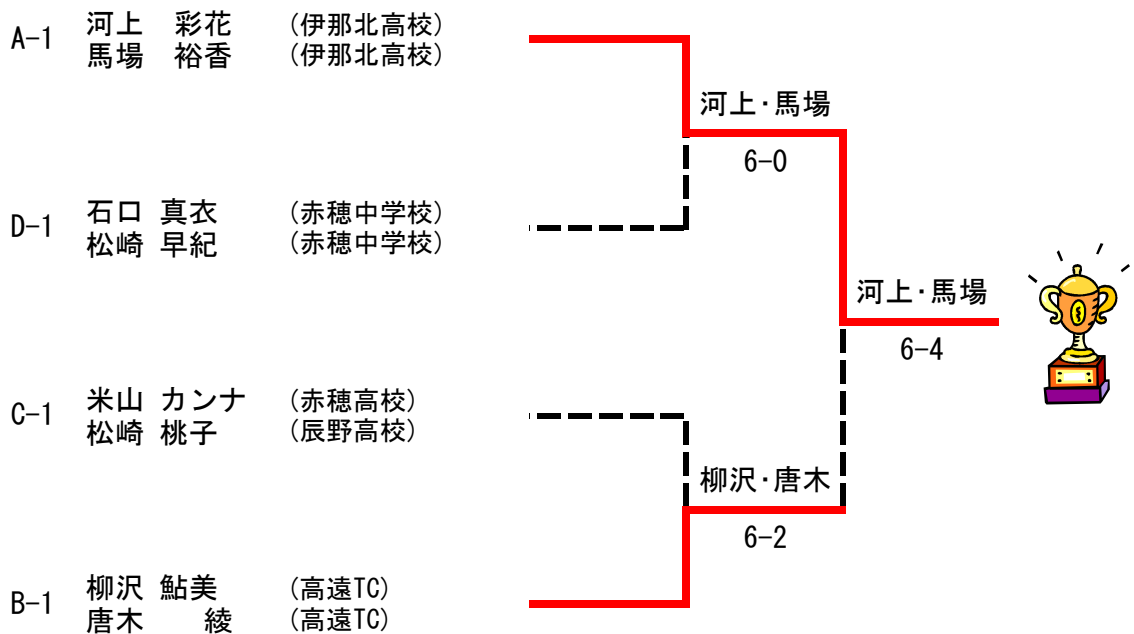 A-1 河上 彩花 (伊那北高校)
馬場 裕香 (伊那北高校)
河上・馬場
6-0
D-1 石口 真衣 (赤穂中学校)
松崎 早紀 (赤穂中学校)
河上・馬場
6-4
C-1 米山 カンナ (赤穂高校)
松崎 桃子 (辰野高校)
柳沢・唐木
6-2
B-1 柳沢 鮎美 (高遠TC)
唐木 綾 (高遠TC)